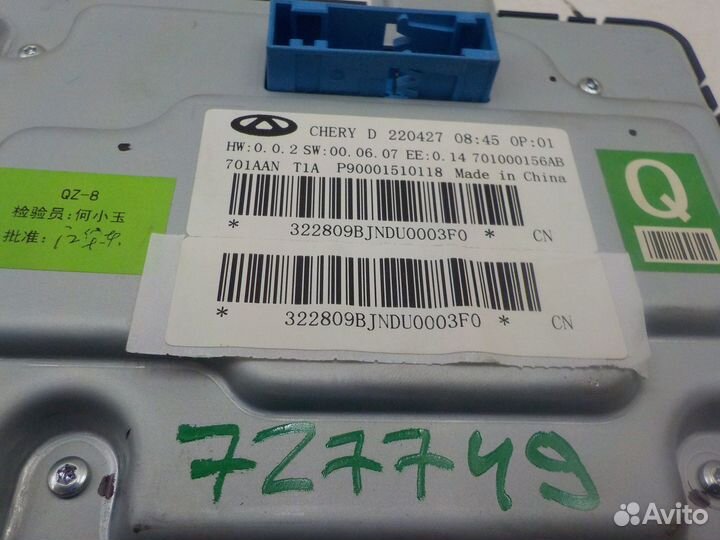 CHERY D 220427 08:45 OP:01
HW:0.0.2 SW:00.06.07 EE:0.14 701000156AB
701AAN T1A P90001510118 Made in China
* 322809BJNDU0003F0 * CN
* 322809BJNDU0003F0 * CN
QZ-8
检验员:何小玉
批准:
Q
727749
Avito